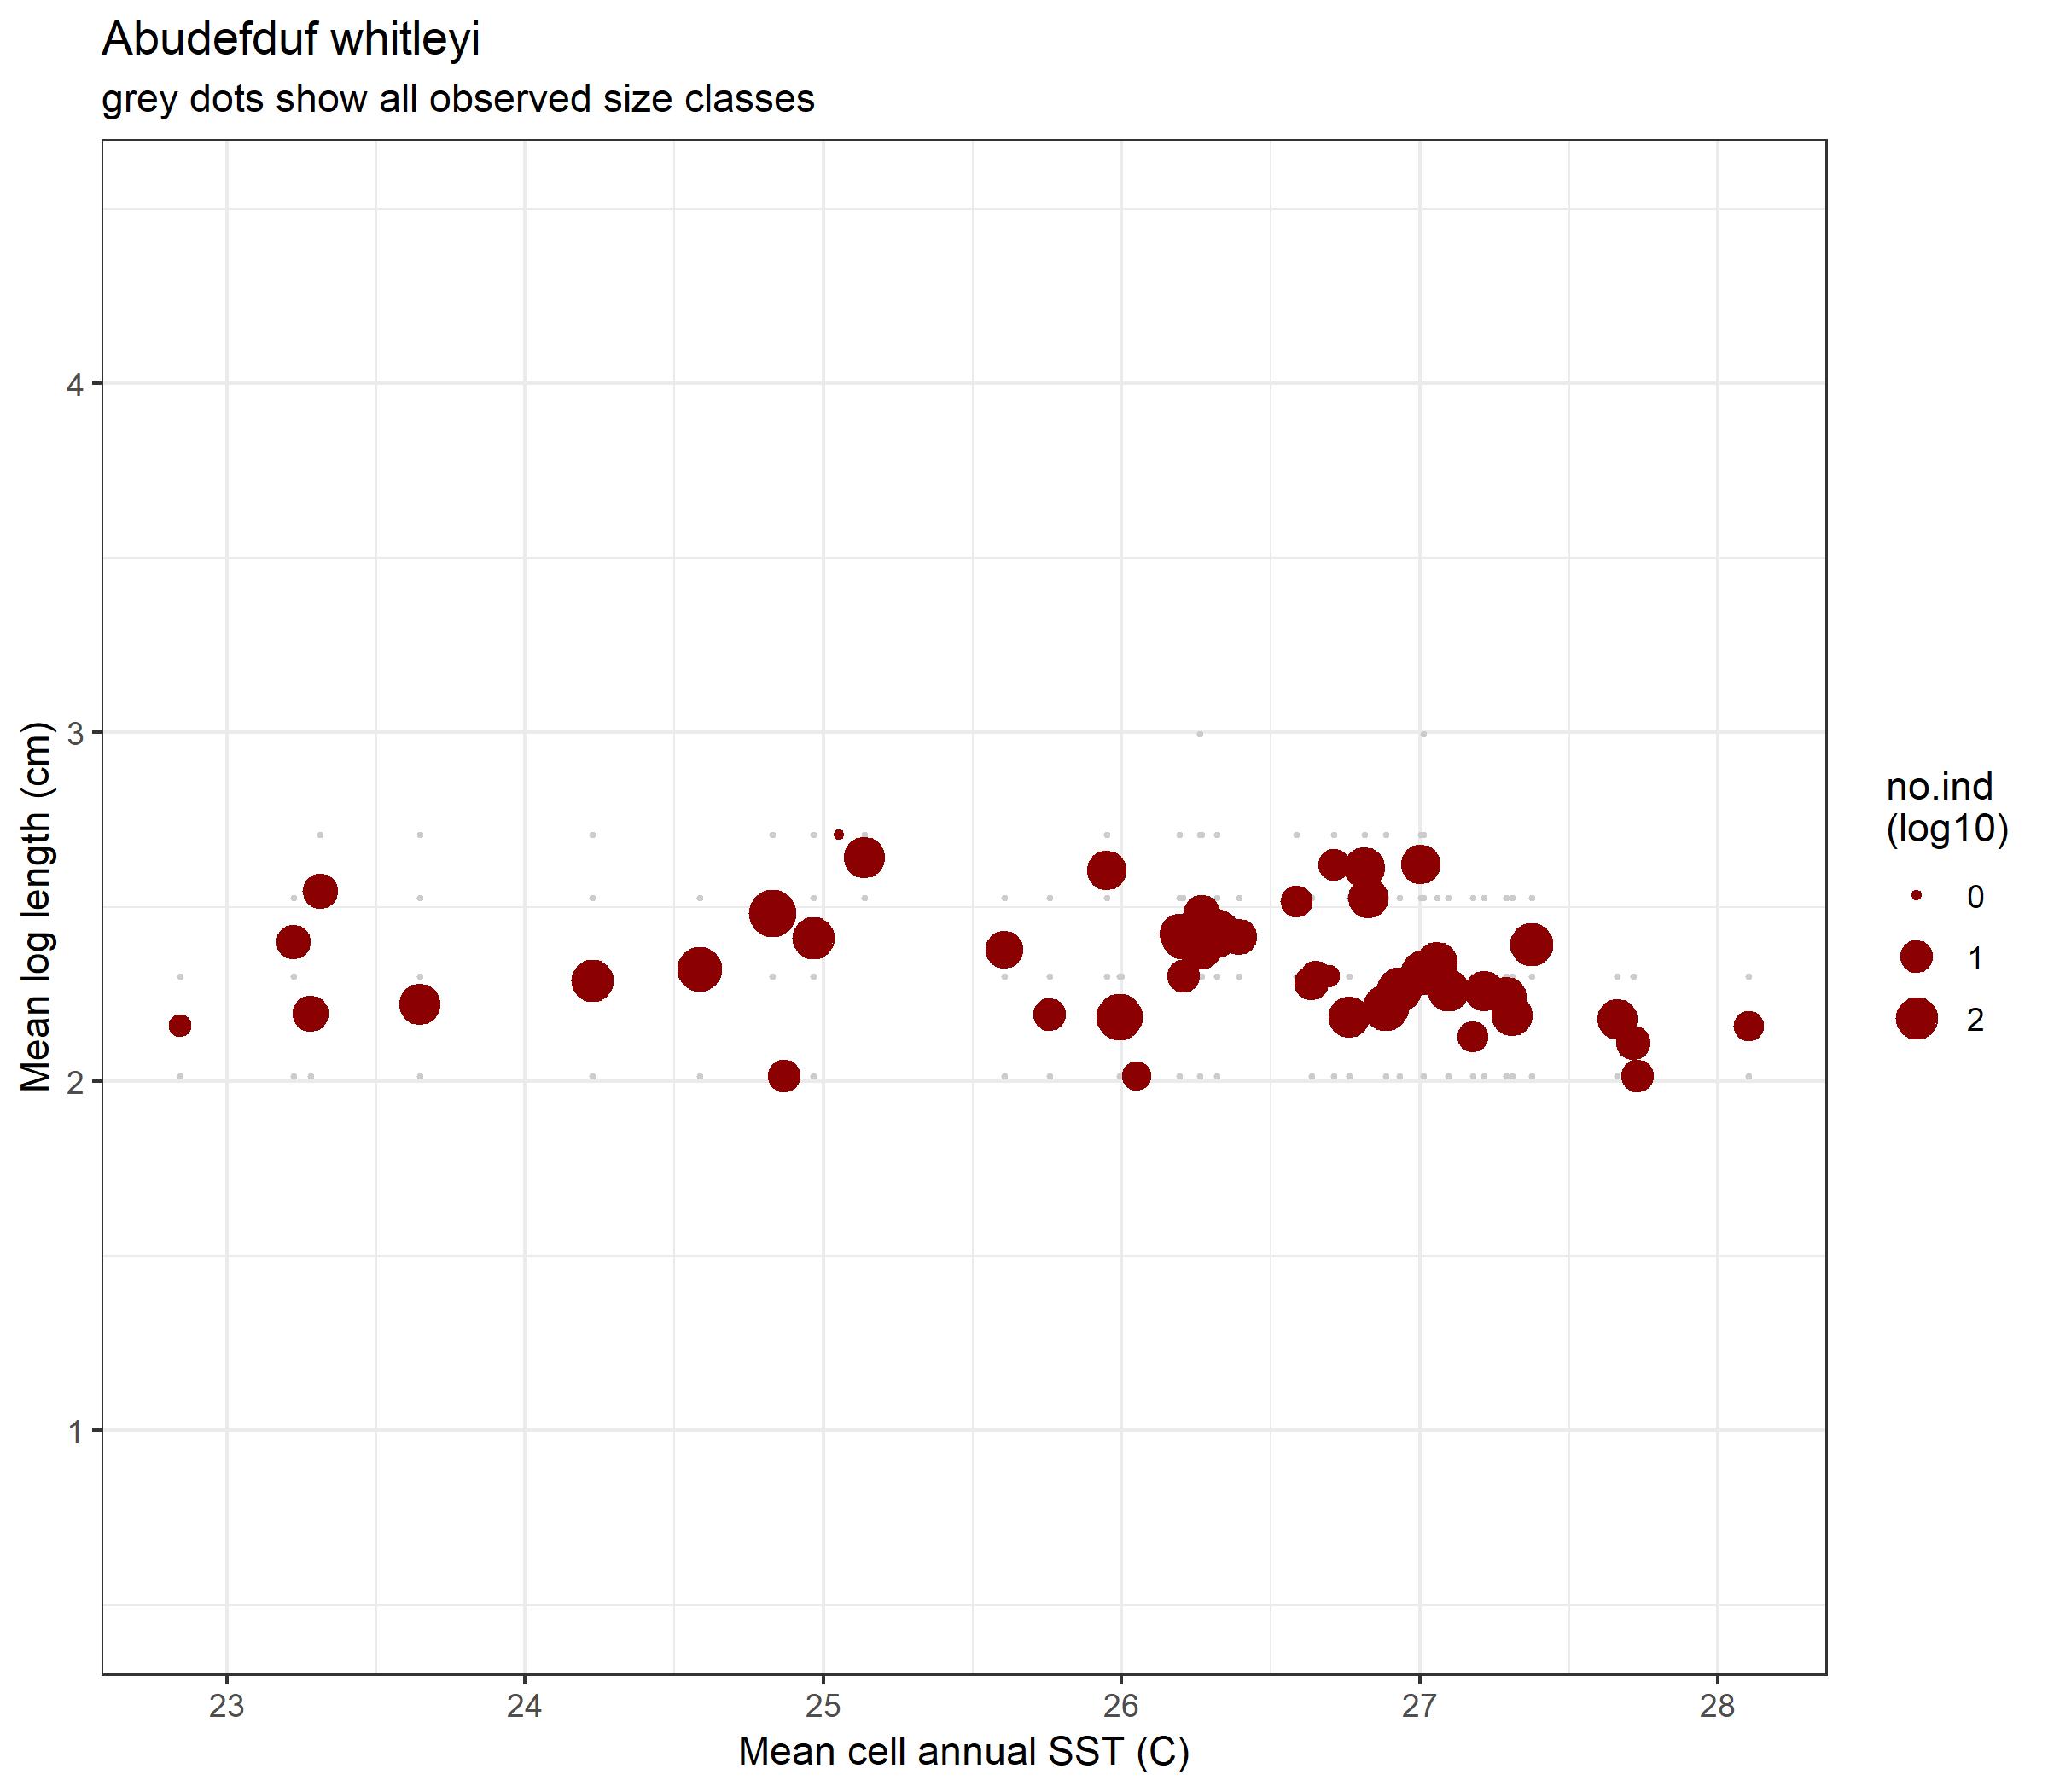 Abudefduf whitleyi
grey dots show all observed size classes
Mean log length (cm)
4
3
2
1
23 24 25 26 27 28
Mean cell annual SST (C)
no.ind
(log10)
0
1
2